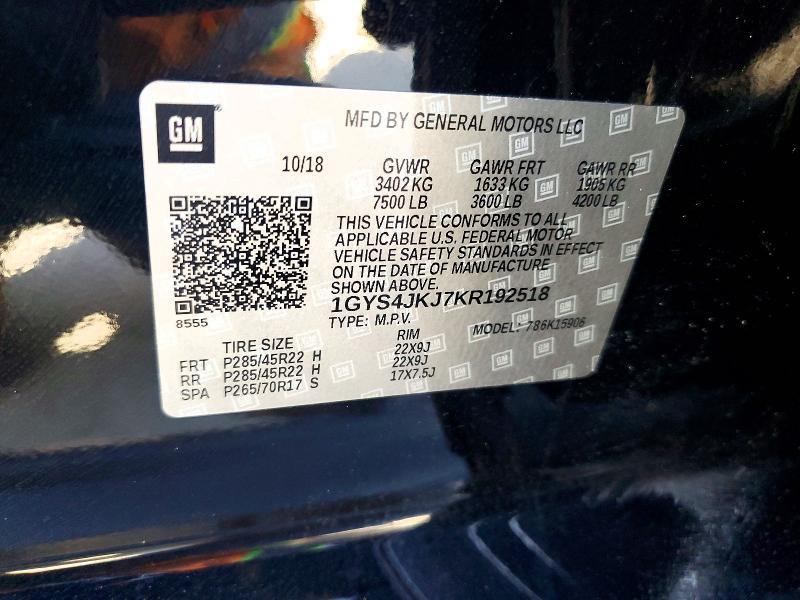 GM
MFD BY GENERAL MOTORS LLC
10/18 GVWR GAWR FRT GAWR RR
3402 KG 1633 KG 1905 KG
7500 LB 3600 LB 4200 LB
THIS VEHICLE CONFORMS TO ALL
APPLICABLE U.S. FEDERAL MOTOR
VEHICLE SAFETY STANDARDS IN EFFECT
ON THE DATE OF MANUFACTURE
SHOWN ABOVE.
1GYS4JKJ7KR192518
8555
TYPE: M.P.V. MODEL: 786K15906
TIRE SIZE RIM
FRT P285/45R22 H 22X9J
RR P285/45R22 H 22X9J
SPA P265/70R17 S 17X7.5J